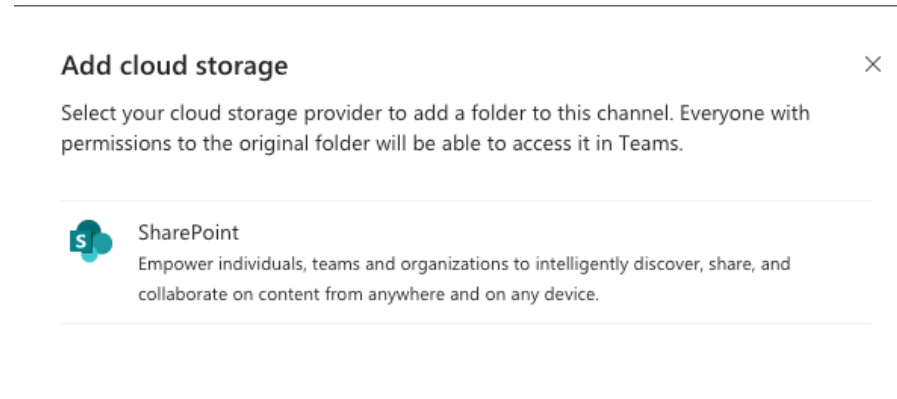 Add cloud storage
Select your cloud storage provider to add a folder to this channel. Everyone with
permissions to the original folder will be able to access it in Teams.
S
SharePoint
Empower individuals, teams and organizations to intelligently discover, share, and
collaborate on content from anywhere and on any device.